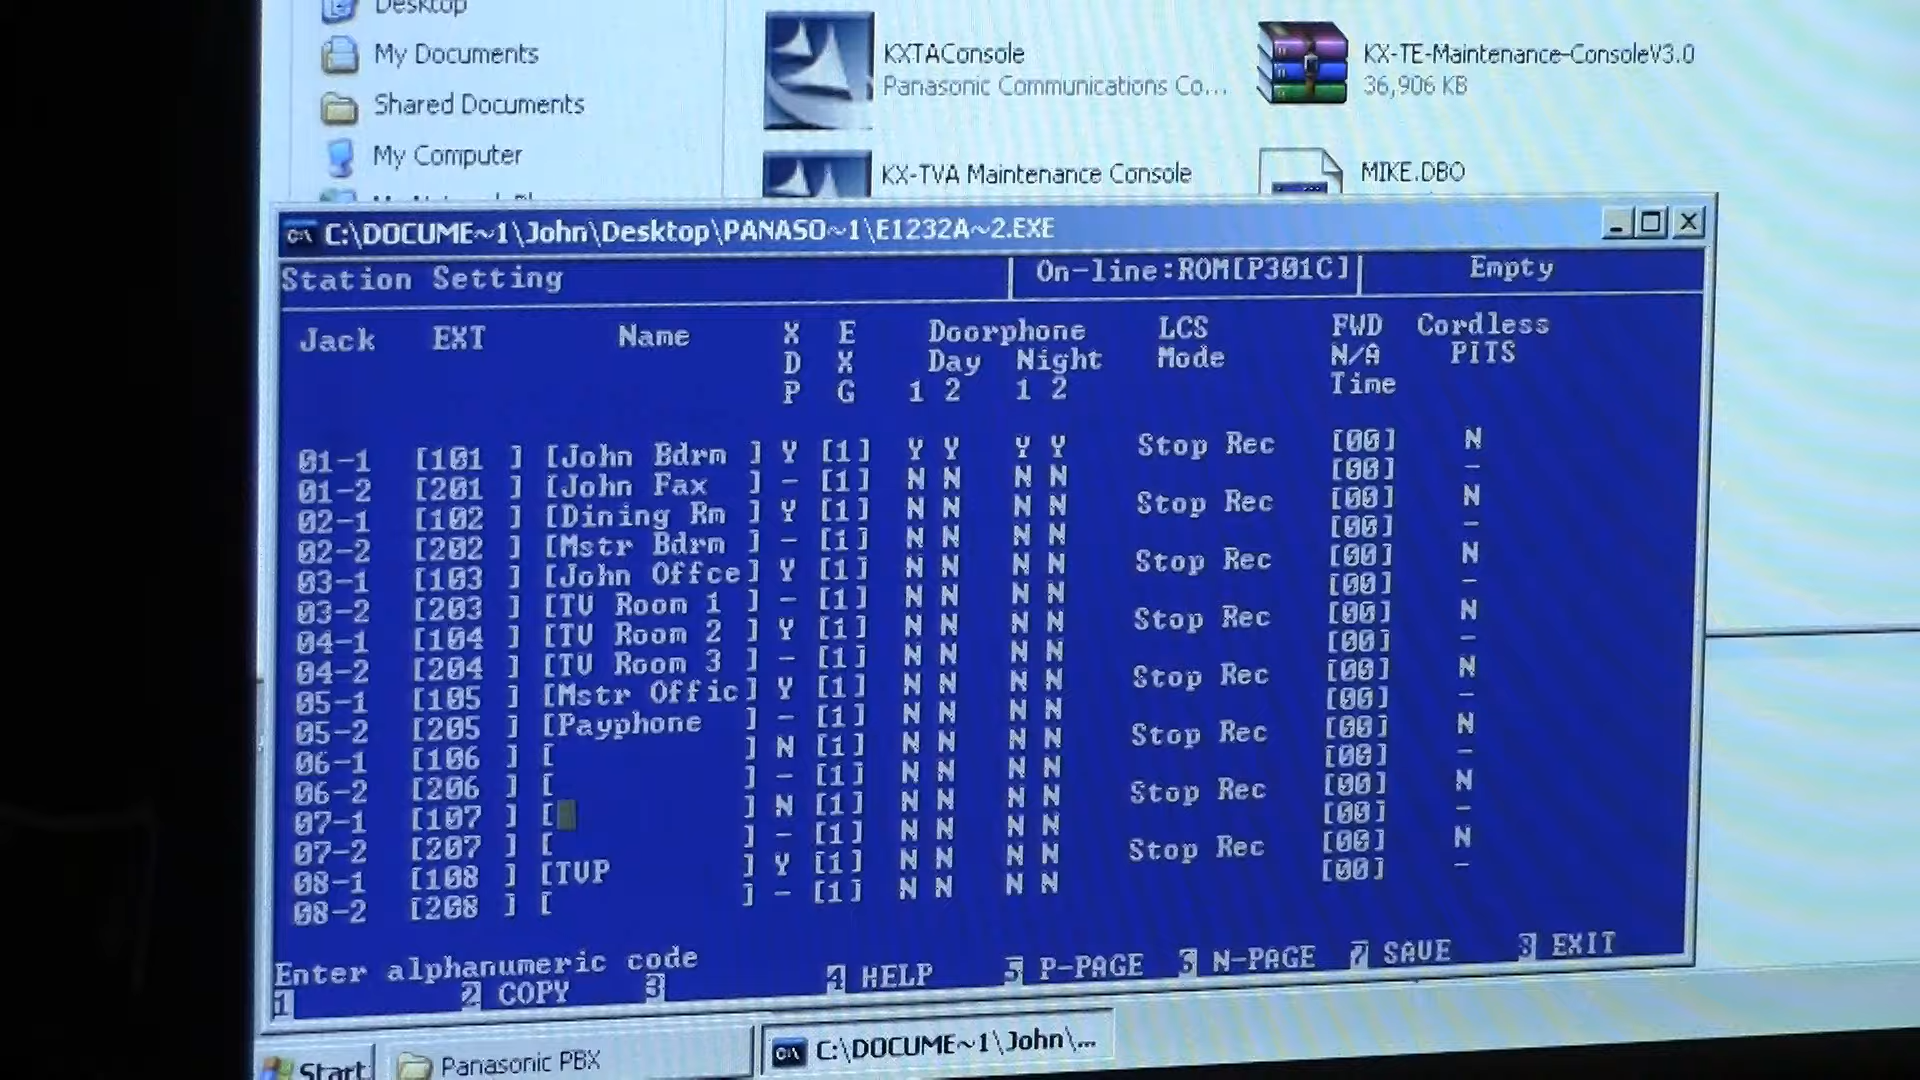 Desktop
My Documents
Shared Documents
My Computer
KXTAConsole
Panasonic Communications Co...
KX-TE-Maintenance-ConsoleV3.0
36,906 KB
KX-TVA Maintenance Console
MIKE.DBO
C:\DOCUME~1\John\Desktop\PANASO~1\E1232A~2.EXE
Station Setting On-line:ROM[P301C] Empty
Jack EXT Name XDP EXG Doorphone Day 1 2 Night 1 2 LCS Mode FWD N/A Time Cordless PITS
01-1 [101 ] [John Bdrm ] Y [1] Y Y Y Y Stop Rec [00] N
01-2 [201 ] [John Fax ] - [1] N N N N [00] -
02-1 [102 ] [Dining Rm ] Y [1] N N N N Stop Rec [00] N
02-2 [202 ] [Mstr Bdrm ] - [1] N N N N [00] -
03-1 [103 ] [John Offce] Y [1] N N N N Stop Rec [00] N
03-2 [203 ] [TV Room 1 ] - [1] N N N N [00] -
04-1 [104 ] [TV Room 2 ] Y [1] N N N N Stop Rec [00] N
04-2 [204 ] [TV Room 3 ] - [1] N N N N [00] -
05-1 [105 ] [Mstr Offic] Y [1] N N N N Stop Rec [00] N
05-2 [205 ] [Payphone ] - [1] N N N N [00] -
06-1 [106 ] [ ] N [1] N N N N Stop Rec [00] N
06-2 [206 ] [ ] - [1] N N N N [00] -
07-1 [107 ] [ ] N [1] N N N N Stop Rec [00] N
07-2 [207 ] [ ] - [1] N N N N [00] -
08-1 [108 ] [TVP ] Y [1] N N N N Stop Rec [00] N
08-2 [208 ] [ ] - [1] N N N N [00] -
Enter alphanumeric code
1 2 COPY 3 4 HELP 5 P-PAGE N-PAGE 7 SAVE EXIT
Start Panasonic PBX C:\DOCUME~1\John\...